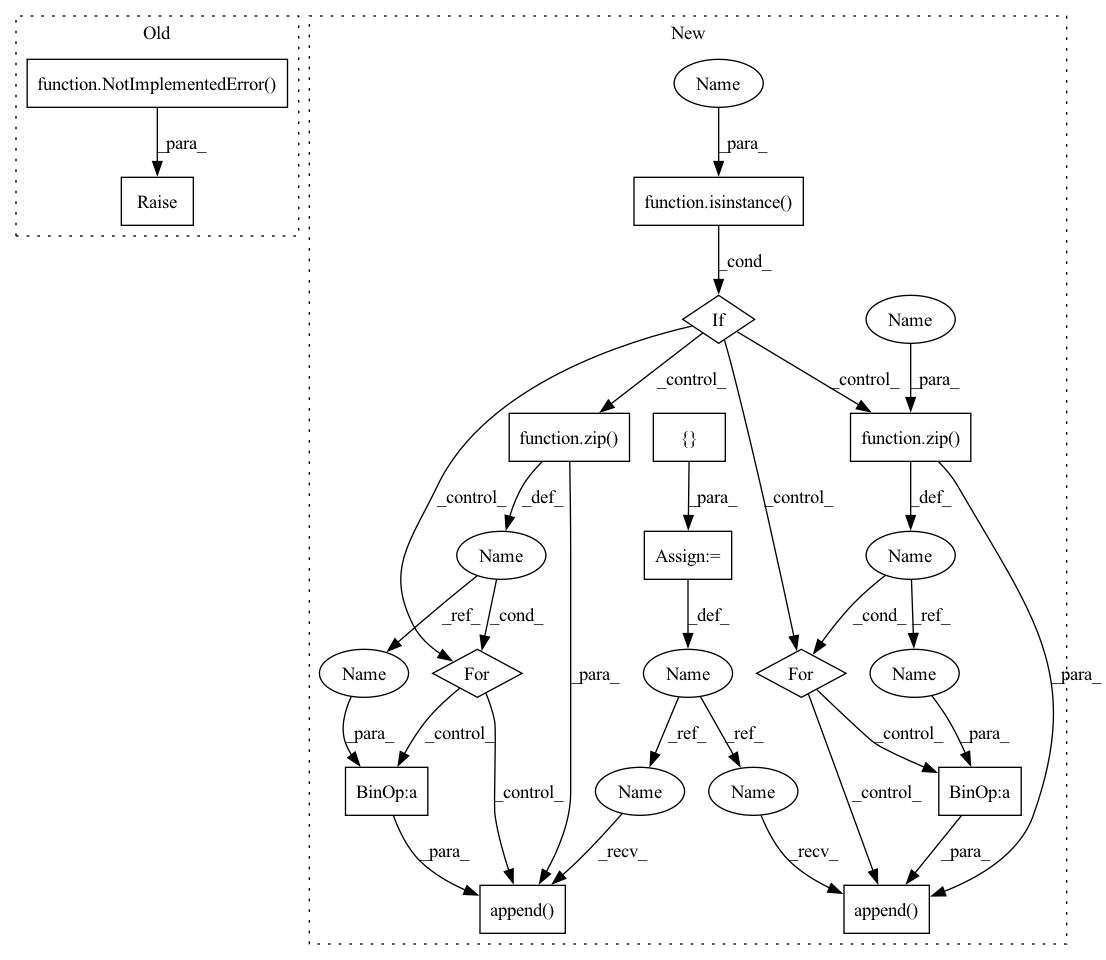 Old
New
function.NotImplementedError()
Name
_para_
_para_
Raise
function.isinstance()
_cond_
If
Name
_control_
_control_
_para_
function.zip()
{}
function.zip()
_control_
_def_
_para_
_control_
_def_
Name
Assign:=
Name
_ref_
_cond_
_def_
_cond_
_ref_
Name
For
_para_
Name
For
Name
_para_
_para_
_control_
_ref_
_ref_
_control_
_para_
BinOp:a
_control_
Name
Name
_control_
BinOp:a
_para_
_recv_
_recv_
_para_
append()
append()